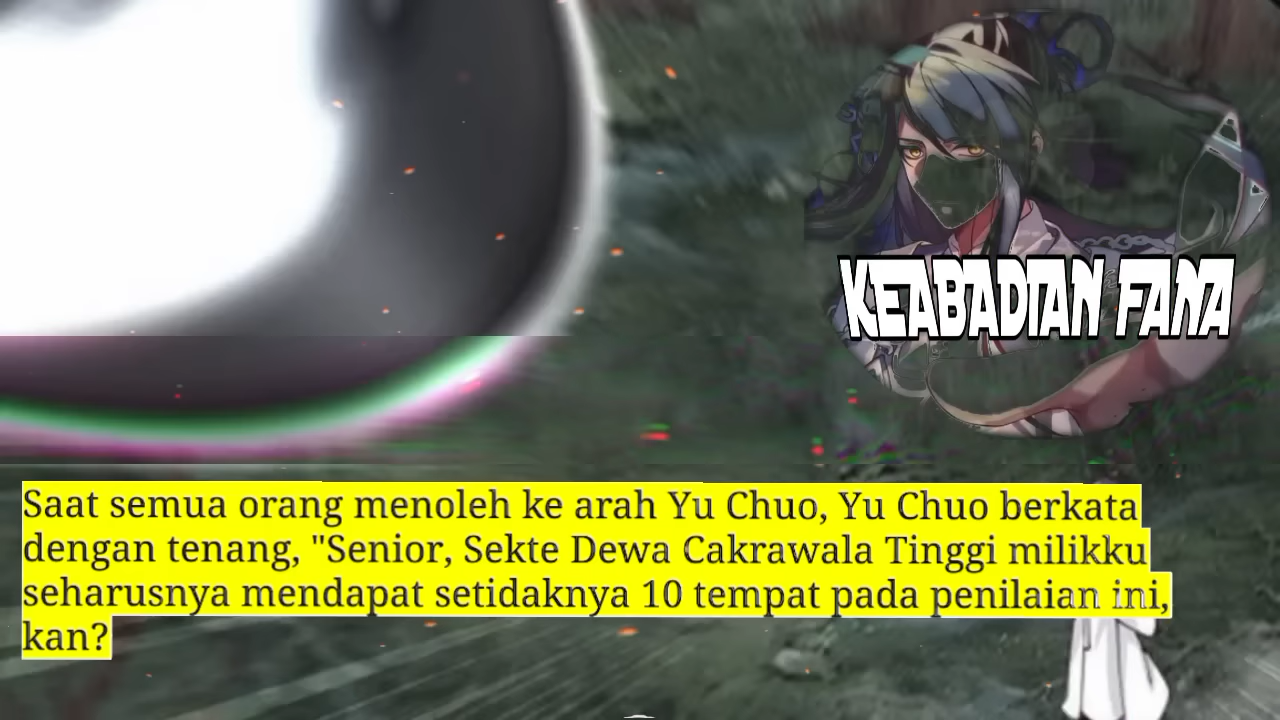 KEABADIAN FANA
Saat semua orang menoleh ke arah Yu Chuo, Yu Chuo berkata
dengan tenang, "Senior, Sekte Dewa Cakrawala Tinggi milikku
seharusnya mendapat setidaknya 10 tempat pada penilaian ini,
kan?